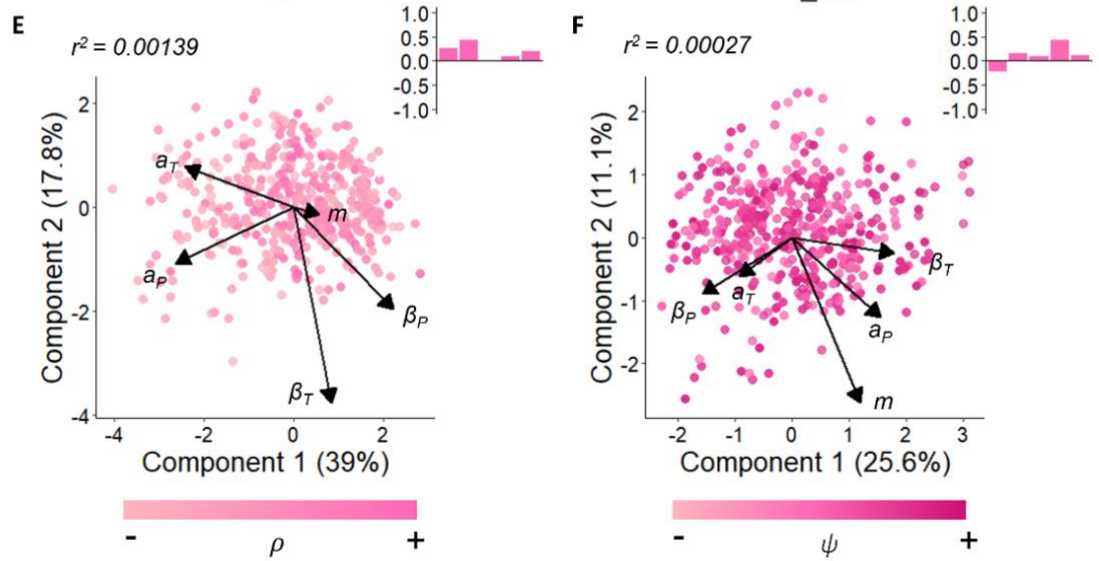 E
r² = 0.00139
1.0
0.5
0.0
-0.5
-1.0
Component 2 (17.8%)
2
0
-2
-4
a_T
m
a_P
β_P
β_T
-4 -2 0 2
Component 1 (39%)
- ρ +
F
r² = 0.00027
1.0
0.5
0.0
-0.5
-1.0
Component 2 (11.1%)
2
1
0
-1
-2
β_T
a_T
β_P
a_P
m
-2 -1 0 1 2 3
Component 1 (25.6%)
- ψ +